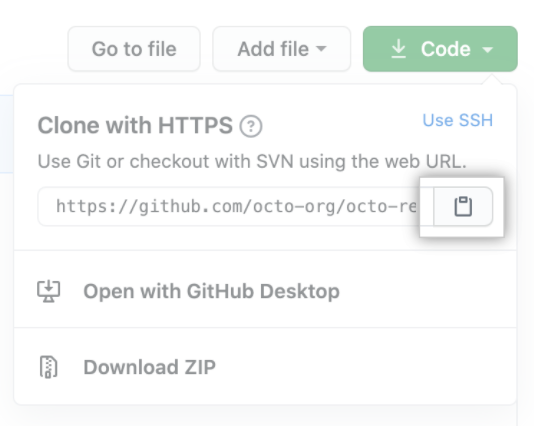 Go to file
Add file
Code
Clone with HTTPS
Use SSH
Use Git or checkout with SVN using the web URL.
https://github.com/octo-org/octo-re
Open with GitHub Desktop
Download ZIP